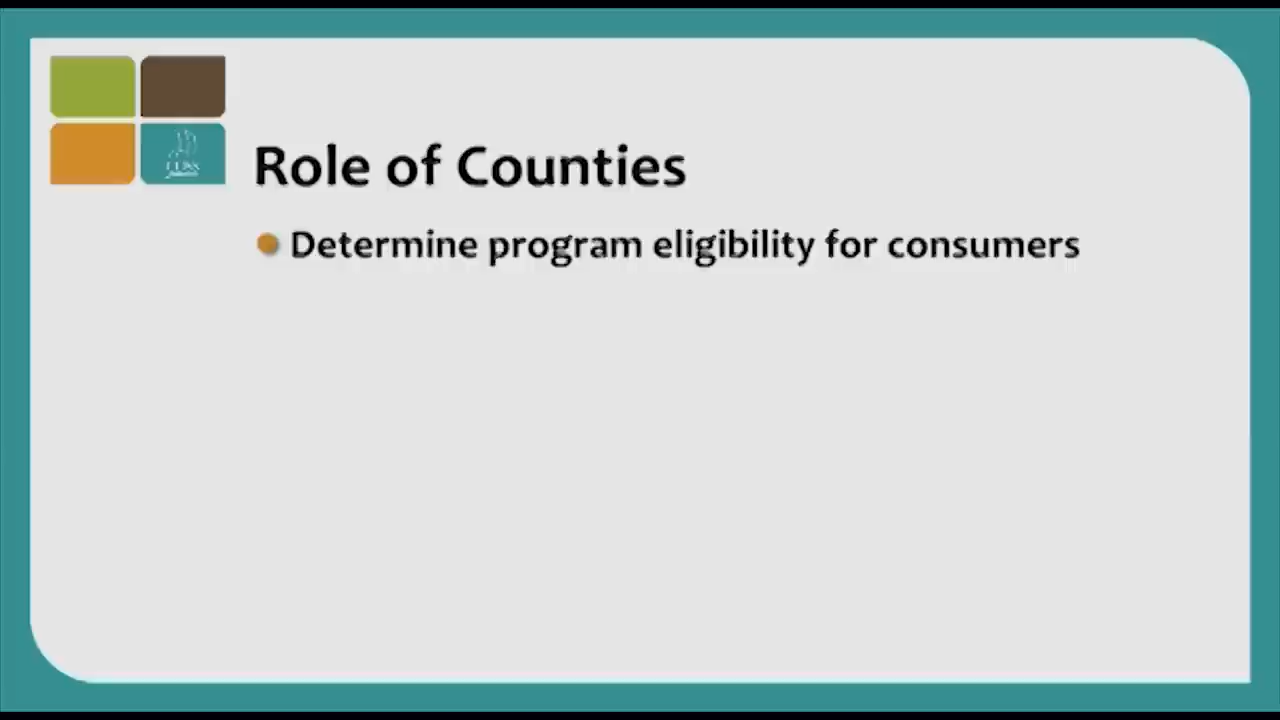 Role of Counties
Determine program eligibility for consumers